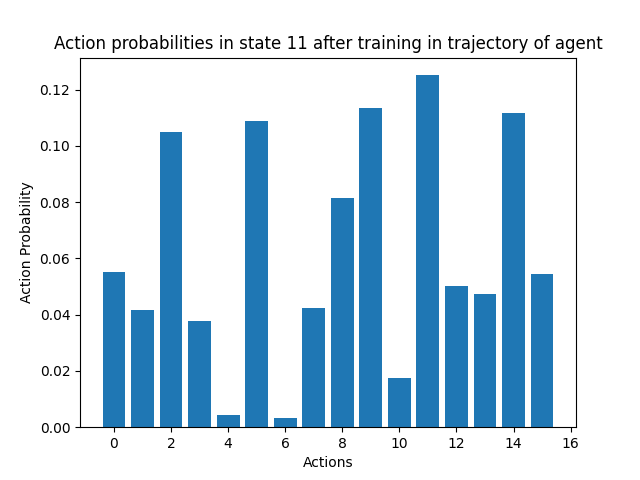 Action probabilities in state 11 after training in trajectory of agent
0.12
0.10
0.08
0.06
0.04
0.02
0.00
Action Probability
0 2 4 6 8 10 12 14 16
Actions